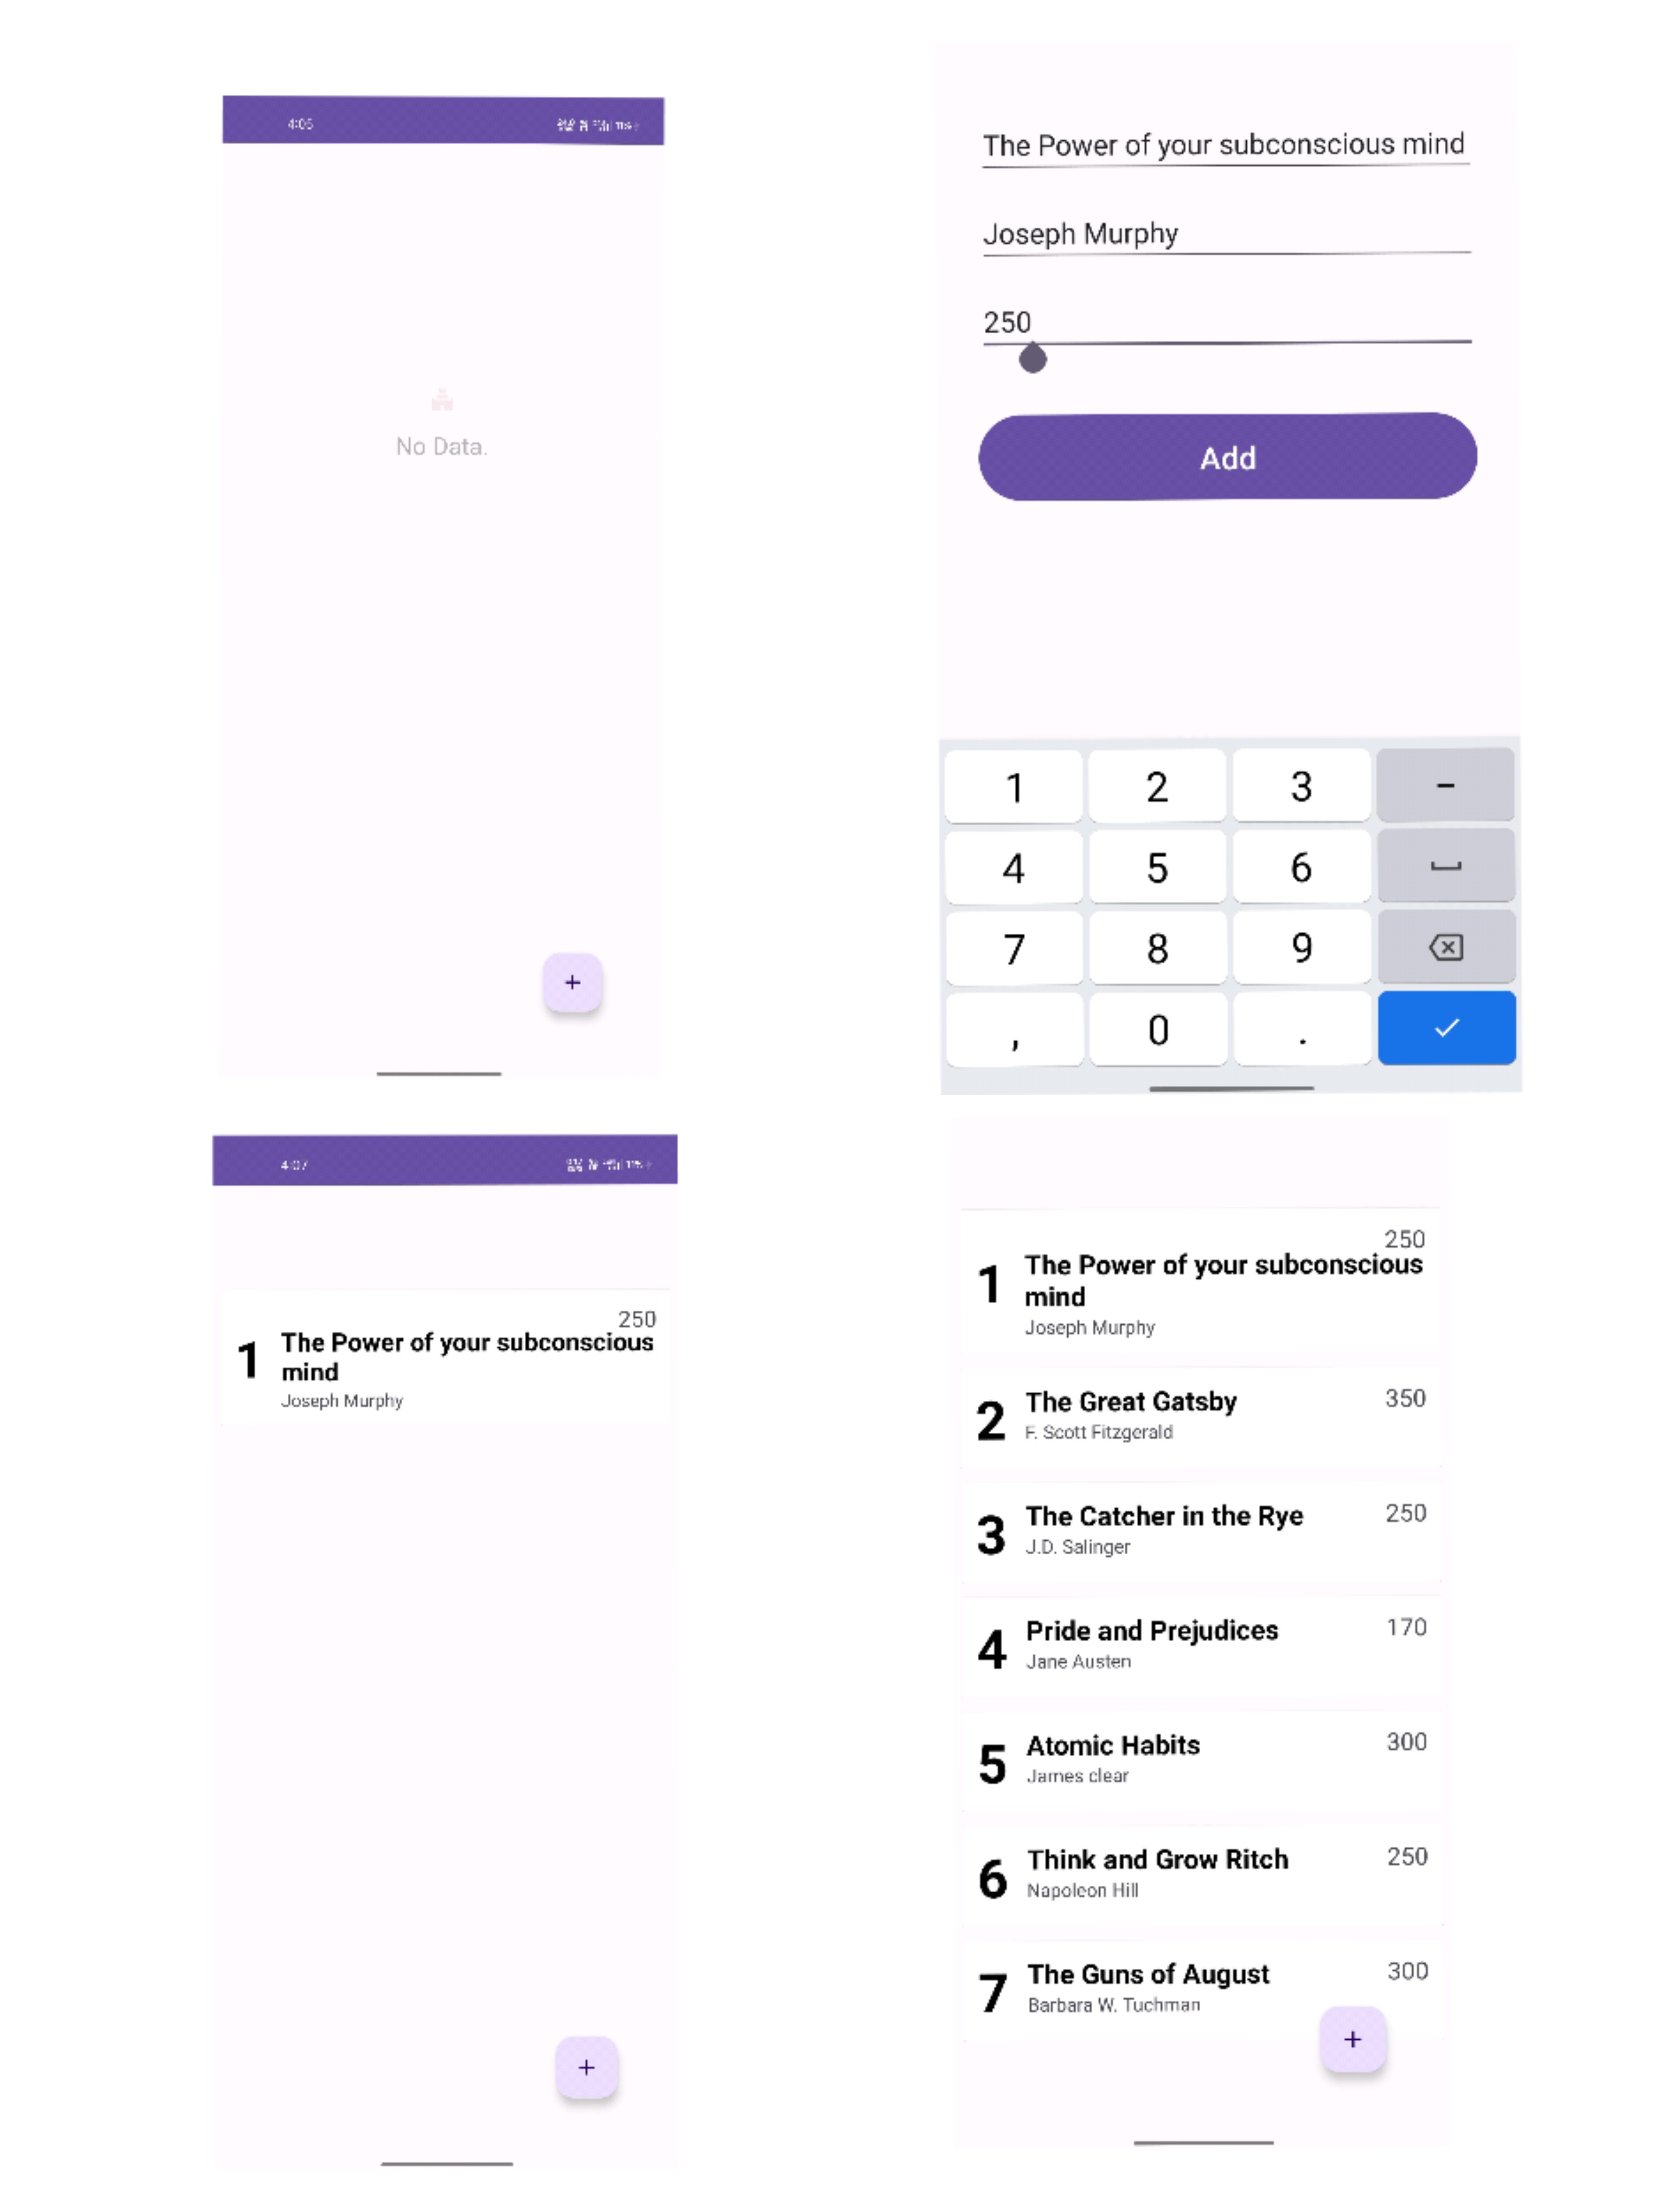 4:05
No Data.
+
The Power of your subconscious mind
Joseph Murphy
250
Add
1 2 3 –
4 5 6
7 8 9
, 0 .
4:07
250
1 The Power of your subconscious
mind
Joseph Murphy
+
250
1 The Power of your subconscious
mind
Joseph Murphy
2 The Great Gatsby 350
F. Scott Fitzgerald
3 The Catcher in the Rye 250
J.D. Salinger
4 Pride and Prejudices 170
Jane Austen
5 Atomic Habits 300
James clear
6 Think and Grow Ritch 250
Napoleon Hill
7 The Guns of August 300
Barbara W. Tuchman
+